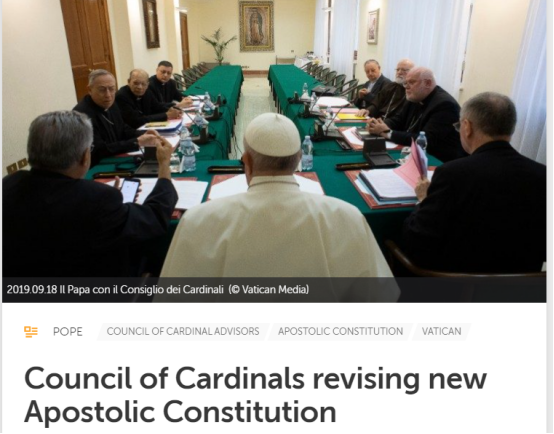 2019.09.18 Il Papa con il Consiglio dei Cardinali (© Vatican Media)
POPE COUNCIL OF CARDINAL ADVISORS APOSTOLIC CONSTITUTION VATICAN
Council of Cardinals revising new
Apostolic Constitution